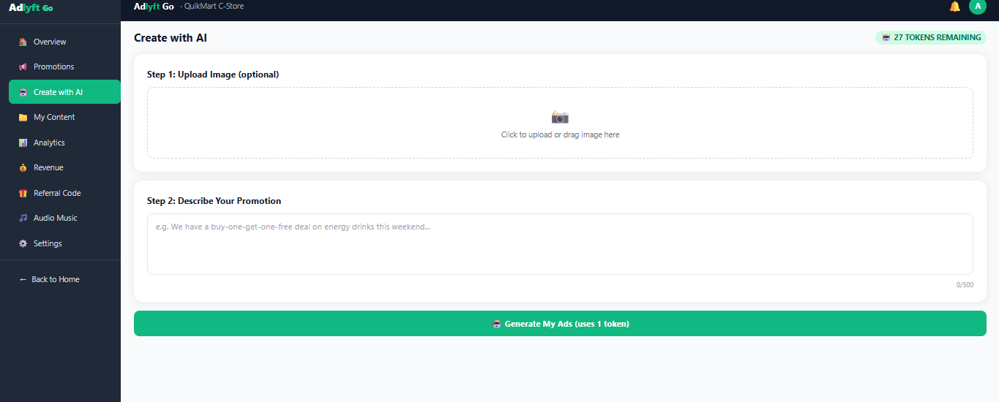 Adlyft Go
Adlyft Go · QuikMart C-Store
A
Overview
Promotions
Create with AI
My Content
Analytics
Revenue
Referral Code
Audio Music
Settings
← Back to Home
Create with AI
27 TOKENS REMAINING
Step 1: Upload Image (optional)
Click to upload or drag image here
Step 2: Describe Your Promotion
e.g. We have a buy-one-get-one-free deal on energy drinks this weekend...
0/500
Generate My Ads (uses 1 token)